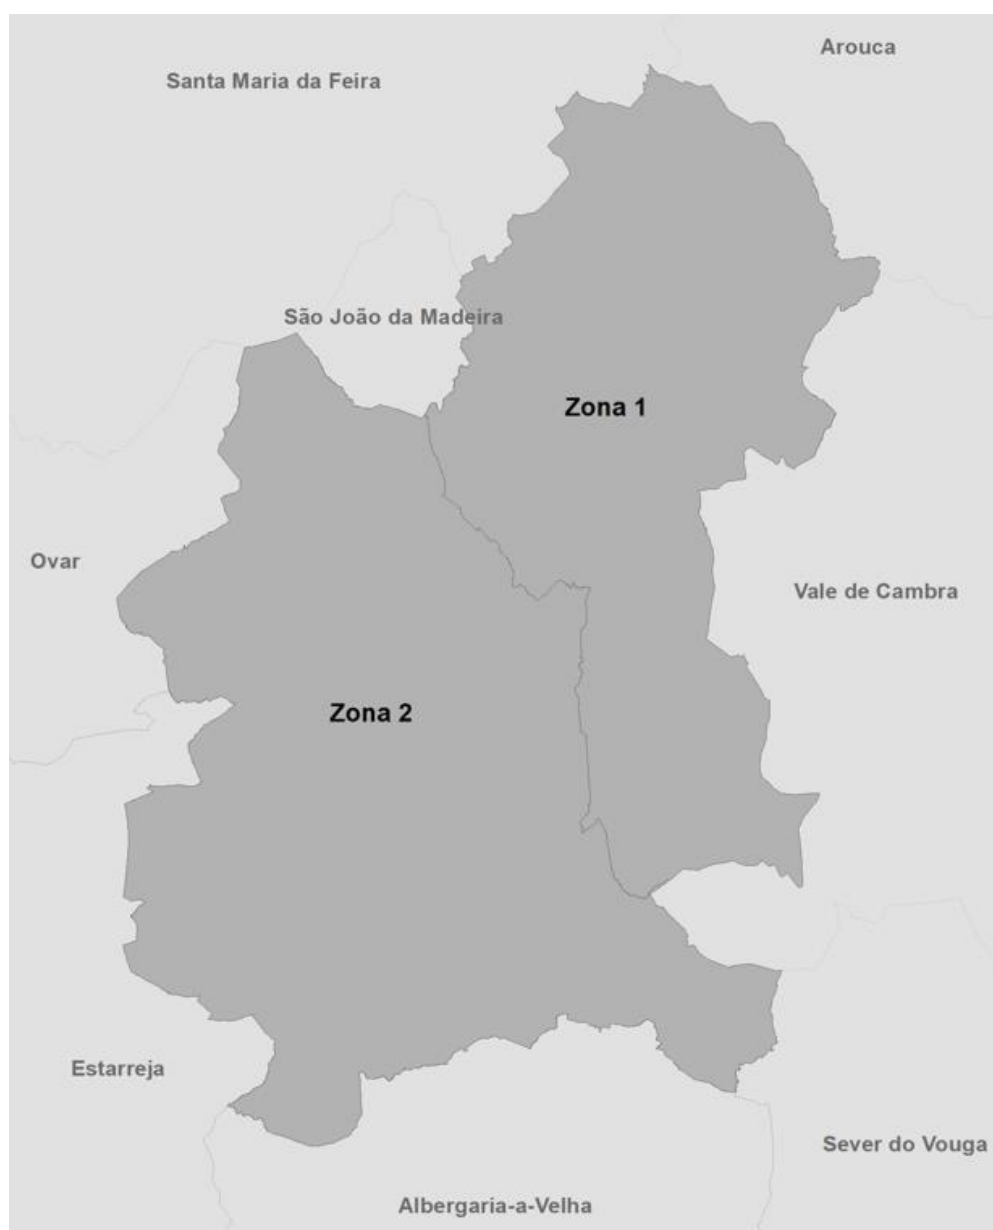 Arouca
Santa Maria da Feira
São João da Madeira
Zona 1
Ovar
Vale de Cambra
Zona 2
Estarreja
Sever do Vouga
Albergaria-a-Velha